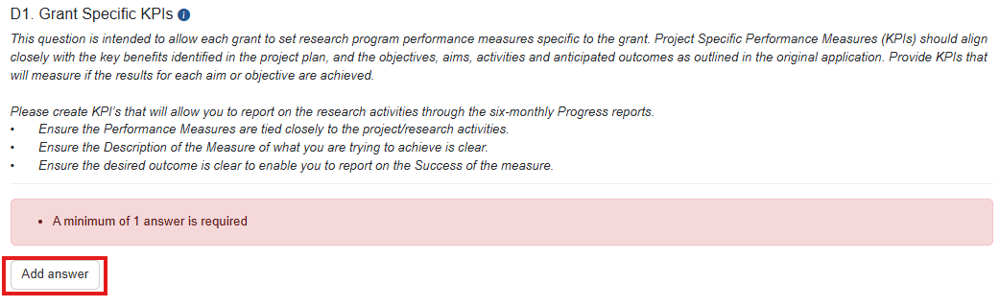 D1. Grant Specific KPIs i
This question is intended to allow each grant to set research program performance measures specific to the grant. Project Specific Performance Measures (KPIs) should align
closely with the key benefits identified in the project plan, and the objectives, aims, activities and anticipated outcomes as outlined in the original application. Provide KPIs that
will measure if the results for each aim or objective are achieved.
Please create KPI's that will allow you to report on the research activities through the six-monthly Progress reports.
• Ensure the Performance Measures are tied closely to the project/research activities.
• Ensure the Description of the Measure of what you are trying to achieve is clear.
• Ensure the desired outcome is clear to enable you to report on the Success of the measure.
• A minimum of 1 answer is required
Add answer